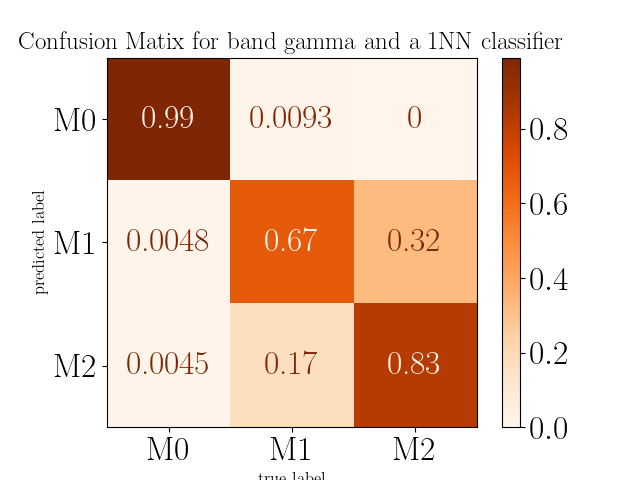 Confusion Matix for band gamma and a 1NN classifier
M0 0.99 0.0093 0
M1 0.0048 0.67 0.32
M2 0.0045 0.17 0.83
M0 M1 M2
predicted label
true label
0.8
0.6
0.4
0.2
0.0